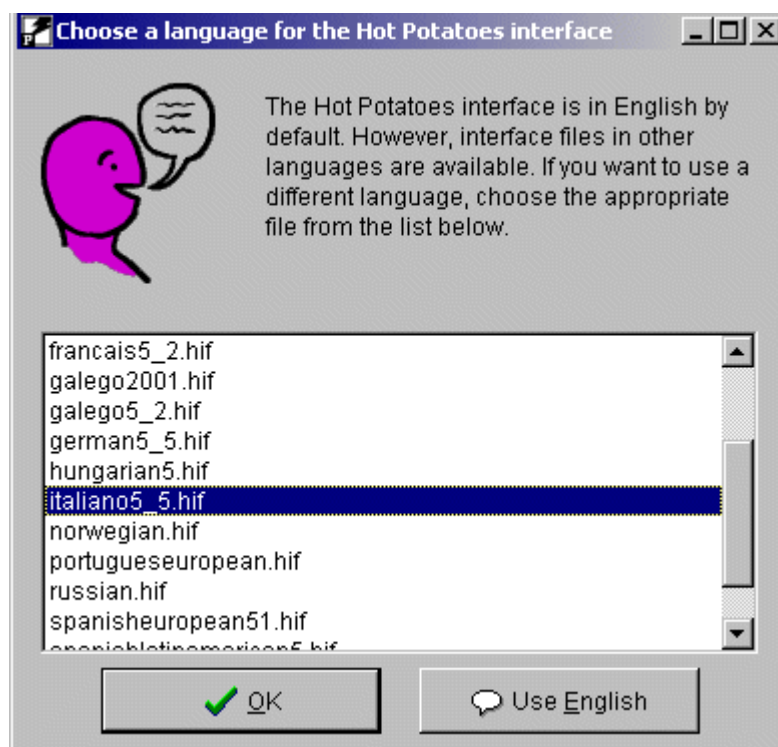 Choose a language for the Hot Potatoes interface
The Hot Potatoes interface is in English by
default. However, interface files in other
languages are available. If you want to use a
different language, choose the appropriate
file from the list below.
francais5_2.hif
galego2001.hif
galego5_2.hif
german5_5.hif
hungarian5.hif
italiano5_5.hif
norwegian.hif
portugueseuropean.hif
russian.hif
spanisheuropean51.hif
spanishlatinamerican5.hif
OK
Use English